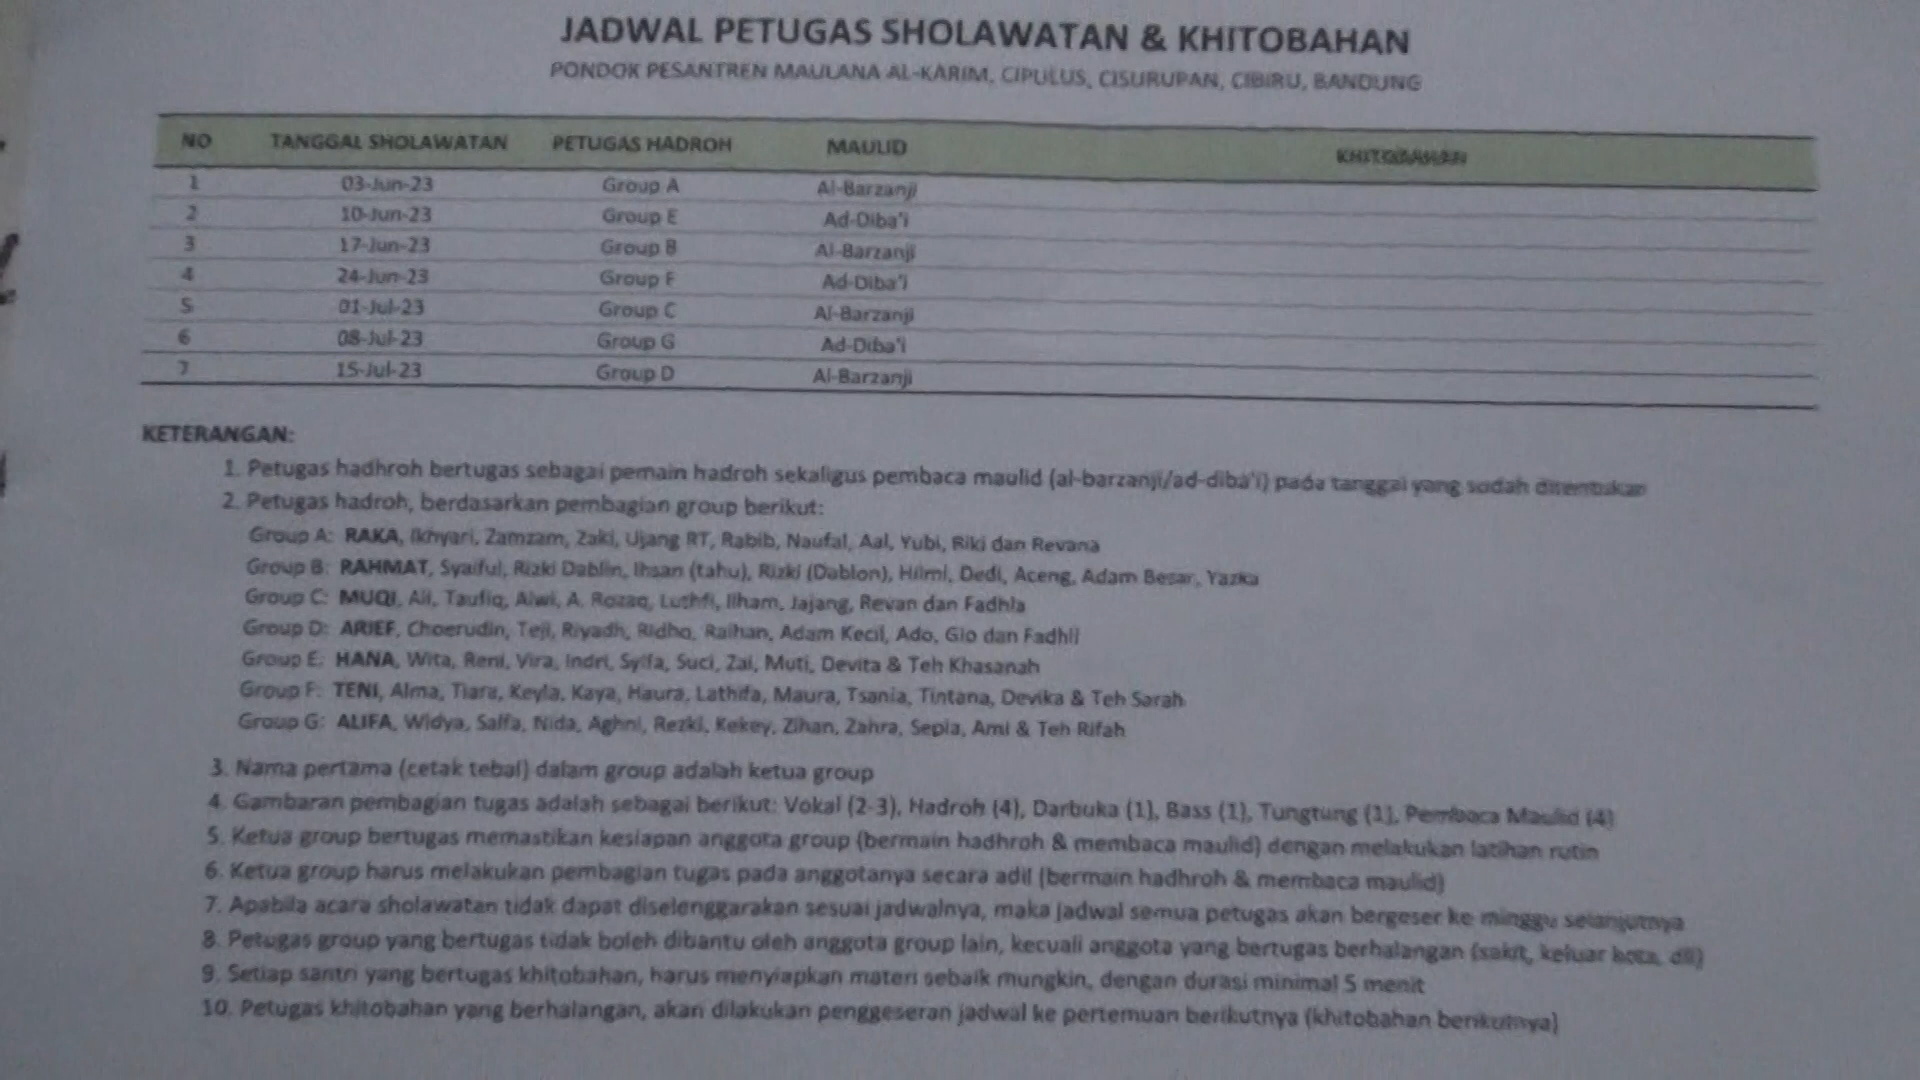 JADWAL PETUGAS SHOLAWATAN & KHITOBAHAN
PONDOK PESANTREN MAULANA AL-KARIM, CIPULUS, CISURUPAN, CIBIRU, BANDUNG
NO TANGGAL SHOLAWATAN PETUGAS HADROH MAULID KHITOBAHAN
1 03-Jun-23 Group A Al-Barzanji
2 10-Jun-23 Group E Ad-Diba'i
3 17-Jun-23 Group B Al-Barzanji
4 24-Jun-23 Group F Ad-Diba'i
5 01-Jul-23 Group C Al-Barzanji
6 08-Jul-23 Group G Ad-Diba'i
7 15-Jul-23 Group D Al-Barzanji
KETERANGAN:
1. Petugas hadhroh bertugas sebagai pemain hadroh sekaligus pembaca maulid (al-barzanji/ad-diba'i) pada tanggal yang sudah ditentukan
2. Petugas hadroh, berdasarkan pembagian group berikut:
Group A: RAKA, Ikhyari, Zamzam, Zaki, Ujang RT, Rabib, Naufal, Aal, Yubi, Riki dan Revana
Group B: RAHMAT, Syaiful, Rizki Dablin, Ihsan (tahu), Rizki (Dablon), Hilmi, Dedi, Aceng, Adam Besar, Yazka
Group C: MUQI, Ali, Taufiq, Alwi, A. Rozaq, Luthfi, Ilham, Jajang, Revan dan Fadhla
Group D: ARIEF, Choerudin, Teji, Riyadh, Ridho, Raihan, Adam Kecil, Ado, Gio dan Fadhil
Group E: HANA, Wita, Reni, Vira, Indri, Syifa, Suci, Zai, Muti, Devita & Teh Khasanah
Group F: TENI, Alma, Tiara, Keyla, Kaya, Haura, Lathifa, Maura, Tsania, Tintana, Devika & Teh Sarah
Group G: ALIFA, Widya, Salfa, Nida, Aghni, Rezki, Kekey, Zihan, Zahra, Sepia, Ami & Teh Rifah
3. Nama pertama (cetak tebal) dalam group adalah ketua group
4. Gambaran pembagian tugas adalah sebagai berikut: Vokal (2-3), Hadroh (4), Darbuka (1), Bass (1), Tungtung (1), Pembaca Maulid (4)
5. Ketua group bertugas memastikan kesiapan anggota group (bermain hadhroh & membaca maulid) dengan melakukan latihan rutin
6. Ketua group harus melakukan pembagian tugas pada anggotanya secara adil (bermain hadhroh & membaca maulid)
7. Apabila acara sholawatan tidak dapat diselenggarakan sesuai jadwalnya, maka jadwal semua petugas akan bergeser ke minggu selanjutnya
8. Petugas group yang bertugas tidak boleh dibantu oleh anggota group lain, kecuali anggota yang bertugas berhalangan (sakit, keluar kota, dll)
9. Setiap santri yang bertugas khitobahan, harus menyiapkan materi sebaik mungkin, dengan durasi minimal 5 menit
10. Petugas khitobahan yang berhalangan, akan dilakukan penggeseran jadwal ke pertemuan berikutnya (khitobahan berikutnya)